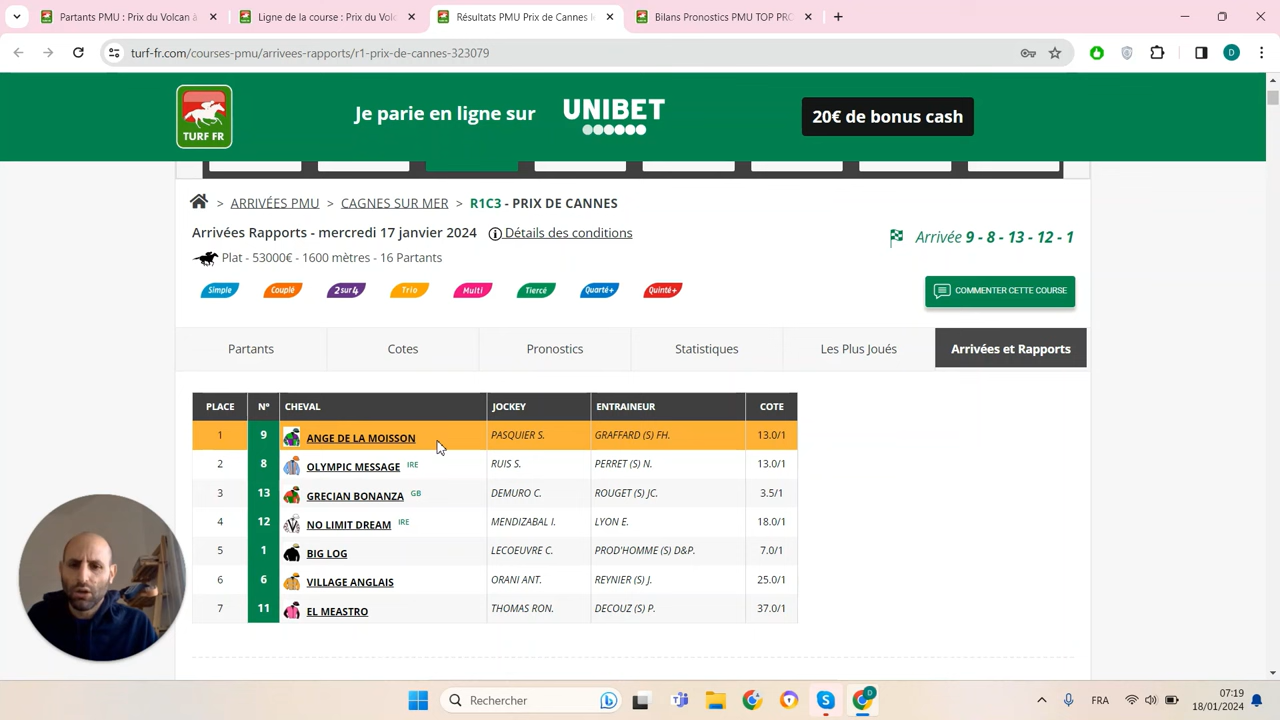 Partants PMU : Prix du Volcan à
Ligne de la course : Prix du Vol
Résultats PMU Prix de Cannes le
Bilans Pronostics PMU TOP PRO
turf-fr.com/courses-pmu/arrivees-rapports/r1-prix-de-cannes-323079
D
TURF FR
Je parie en ligne sur
UNIBET
20€ de bonus cash
> ARRIVÉES PMU > CAGNES SUR MER > R1C3 - PRIX DE CANNES
Arrivées Rapports - mercredi 17 janvier 2024 Détails des conditions
Arrivée 9 - 8 - 13 - 12 - 1
Plat - 53000€ - 1600 mètres - 16 Partants
Simple Couplé 2sur4 Trio Multi Tiercé Quarté+ Quinté+
COMMENTER CETTE COURSE
Partants Cotes Pronostics Statistiques Les Plus Joués Arrivées et Rapports
PLACE N° CHEVAL JOCKEY ENTRAINEUR COTE
1 9 ANGE DE LA MOISSON PASQUIER S. GRAFFARD (S) FH. 13.0/1
2 8 OLYMPIC MESSAGE IRE RUIS S. PERRET (S) N. 13.0/1
3 13 GRECIAN BONANZA GB DEMURO C. ROUGET (S) JC. 3.5/1
4 12 NO LIMIT DREAM IRE MENDIZABAL I. LYON E. 18.0/1
5 1 BIG LOG LECOEUVRE C. PROD'HOMME (S) D&P. 7.0/1
6 6 VILLAGE ANGLAIS ORANI ANT. REYNIER (S) J. 25.0/1
7 11 EL MEASTRO THOMAS RON. DECOUZ (S) P. 37.0/1
Rechercher
FRA
07:19
18/01/2024